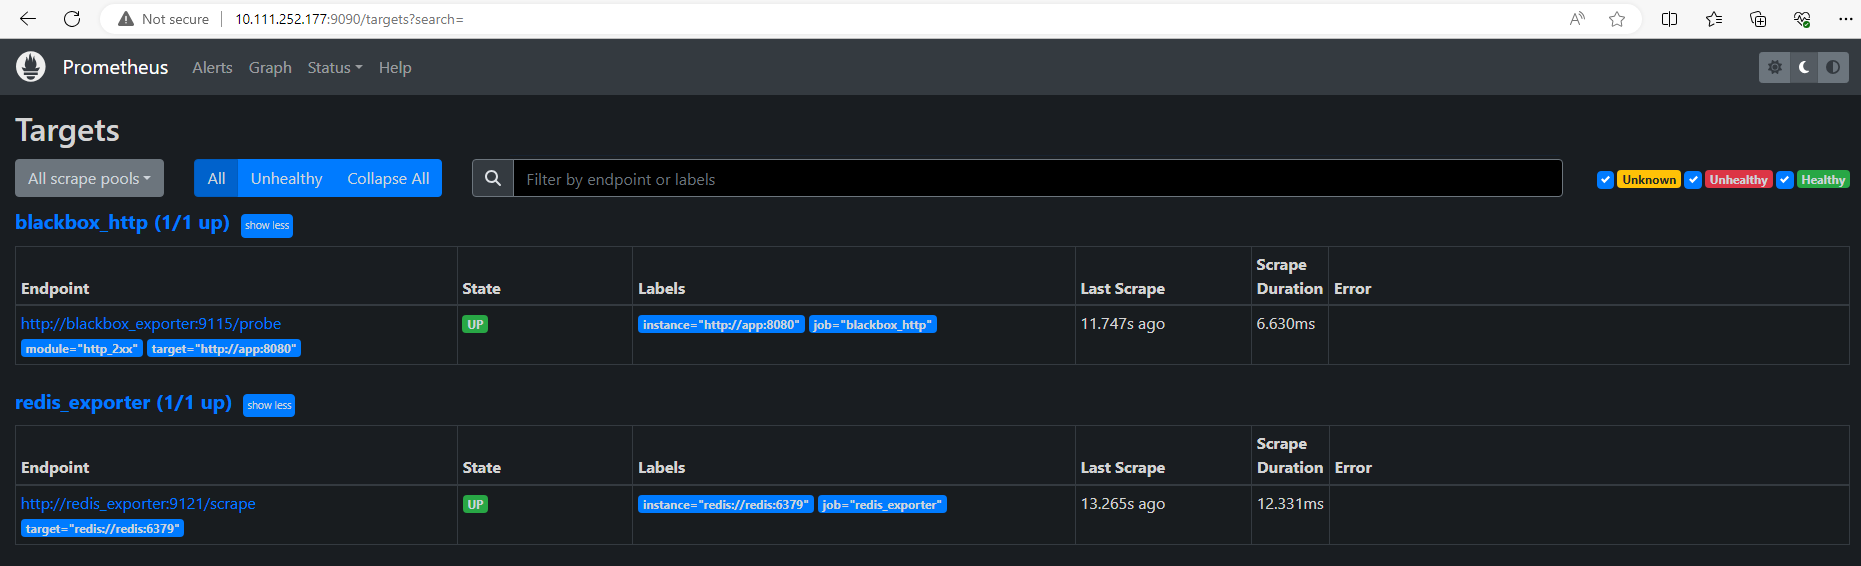 Not secure 10.111.252.177:9090/targets?search=
Prometheus Alerts Graph Status Help
Targets
All scrape pools All Unhealthy Collapse All Filter by endpoint or labels Unknown Unhealthy Healthy
blackbox_http (1/1 up) show less
Endpoint State Labels Last Scrape Scrape Duration Error
http://blackbox_exporter:9115/probe UP instance="http://app:8080" job="blackbox_http" 11.747s ago 6.630ms
module="http_2xx" target="http://app:8080"
redis_exporter (1/1 up) show less
Endpoint State Labels Last Scrape Scrape Duration Error
http://redis_exporter:9121/scrape UP instance="redis://redis:6379" job="redis_exporter" 13.265s ago 12.331ms
target="redis://redis:6379"